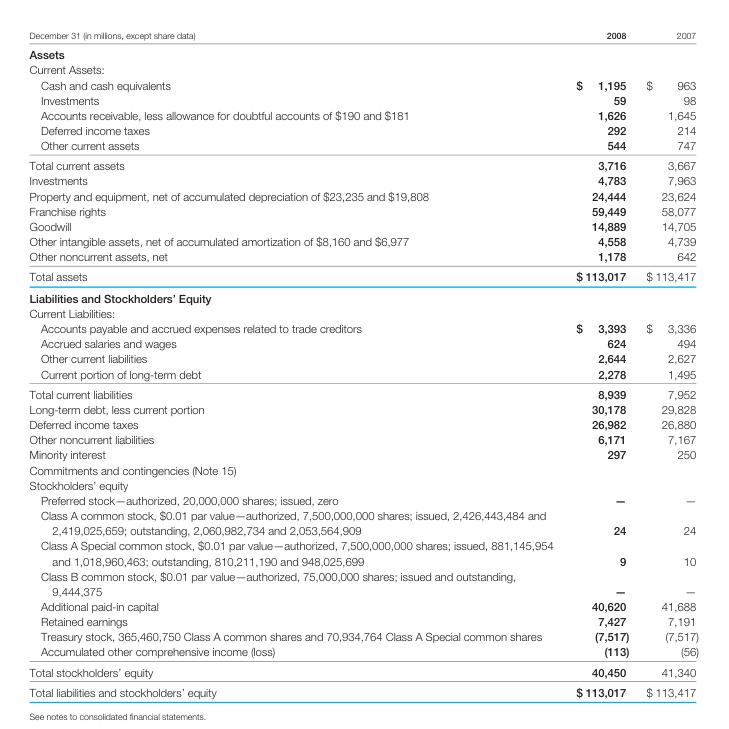 December 31 (in millions, except share data) 2008 2007
Assets
Current Assets:
Cash and cash equivalents $ 1,195 $ 963
Investments 59 98
Accounts receivable, less allowance for doubtful accounts of $190 and $181 1,626 1,645
Deferred income taxes 292 214
Other current assets 544 747
Total current assets 3,716 3,667
Investments 4,783 7,963
Property and equipment, net of accumulated depreciation of $23,235 and $19,808 24,444 23,624
Franchise rights 59,449 58,077
Goodwill 14,889 14,705
Other intangible assets, net of accumulated amortization of $8,160 and $6,977 4,558 4,739
Other noncurrent assets, net 1,178 642
Total assets $ 113,017 $ 113,417
Liabilities and Stockholders' Equity
Current Liabilities:
Accounts payable and accrued expenses related to trade creditors $ 3,393 $ 3,336
Accrued salaries and wages 624 494
Other current liabilities 2,644 2,627
Current portion of long-term debt 2,278 1,495
Total current liabilities 8,939 7,952
Long-term debt, less current portion 30,178 29,828
Deferred income taxes 26,982 26,880
Other noncurrent liabilities 6,171 7,167
Minority interest 297 250
Commitments and contingencies (Note 15)
Stockholders' equity
Preferred stock—authorized, 20,000,000 shares; issued, zero — —
Class A common stock, $0.01 par value—authorized, 7,500,000,000 shares; issued, 2,426,443,484 and
2,419,025,659; outstanding, 2,060,982,734 and 2,053,564,909 24 24
Class A Special common stock, $0.01 par value—authorized, 7,500,000,000 shares; issued, 881,145,954
and 1,018,960,463; outstanding, 810,211,190 and 948,025,699 9 10
Class B common stock, $0.01 par value—authorized, 75,000,000 shares; issued and outstanding,
9,444,375 — —
Additional paid-in capital 40,620 41,688
Retained earnings 7,427 7,191
Treasury stock, 365,460,750 Class A common shares and 70,934,764 Class A Special common shares (7,517) (7,517)
Accumulated other comprehensive income (loss) (113) (56)
Total stockholders' equity 40,450 41,340
Total liabilities and stockholders' equity $ 113,017 $ 113,417
See notes to consolidated financial statements.